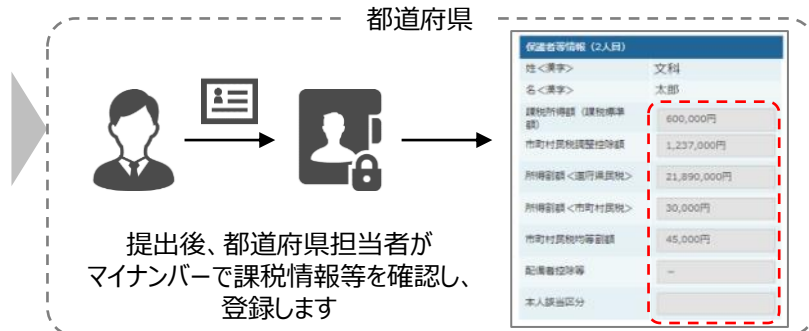 都道府県
保護者等情報（2人目）
姓<漢字>
文科
名<漢字>
太郎
課税所得額（課税標準
額）
600,000円
市町村民税調整控除額
1,237,000円
所得割額<道府県民税>
21,890,000円
所得割額<市町村民税>
30,000円
市町村民税均等割額
45,000円
配偶者控除等
–
本人該当区分
提出後、都道府県担当者が
マイナンバーで課税情報等を確認し、
登録します